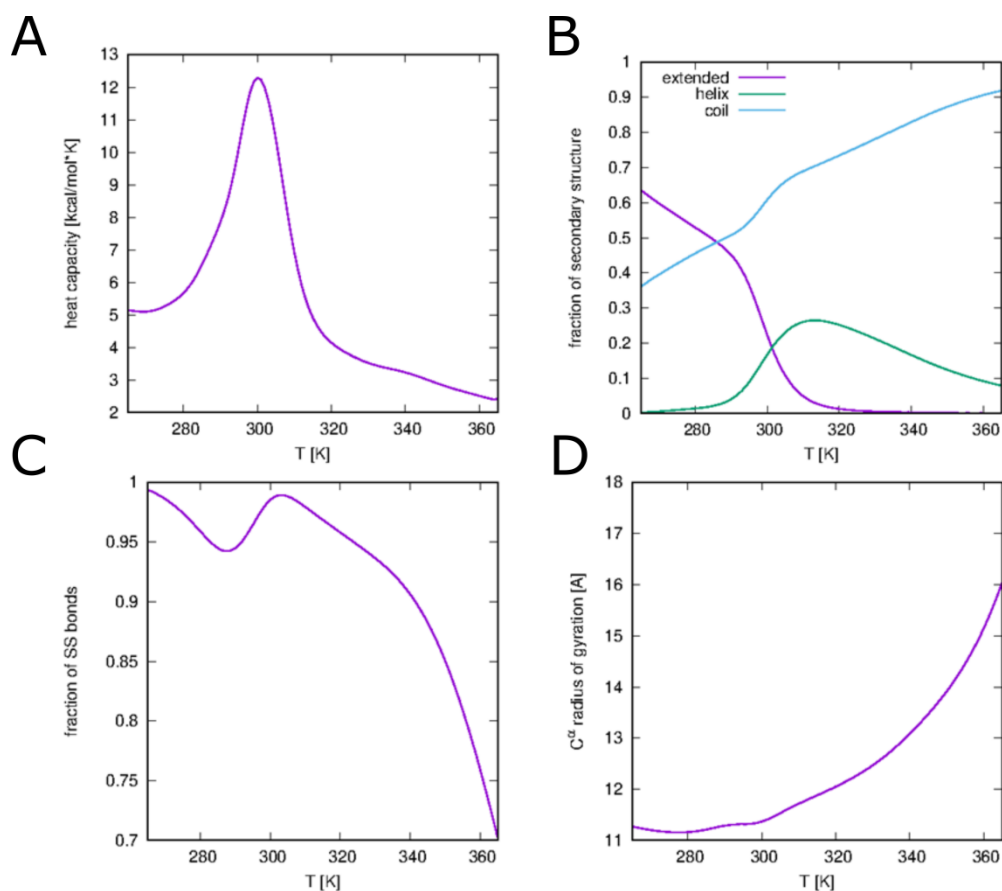 A
heat capacity [kcal/mol*K]
13
12
11
10
9
8
7
6
5
4
3
2
280 300 320 340 360
T [K]
B
fraction of secondary structure
extended
helix
coil
1
0.9
0.8
0.7
0.6
0.5
0.4
0.3
0.2
0.1
0
280 300 320 340 360
T [K]
C
fraction of SS bonds
1
0.95
0.9
0.85
0.8
0.75
0.7
280 300 320 340 360
T [K]
D
Cα radius of gyration [A]
18
17
16
15
14
13
12
11
280 300 320 340 360
T [K]